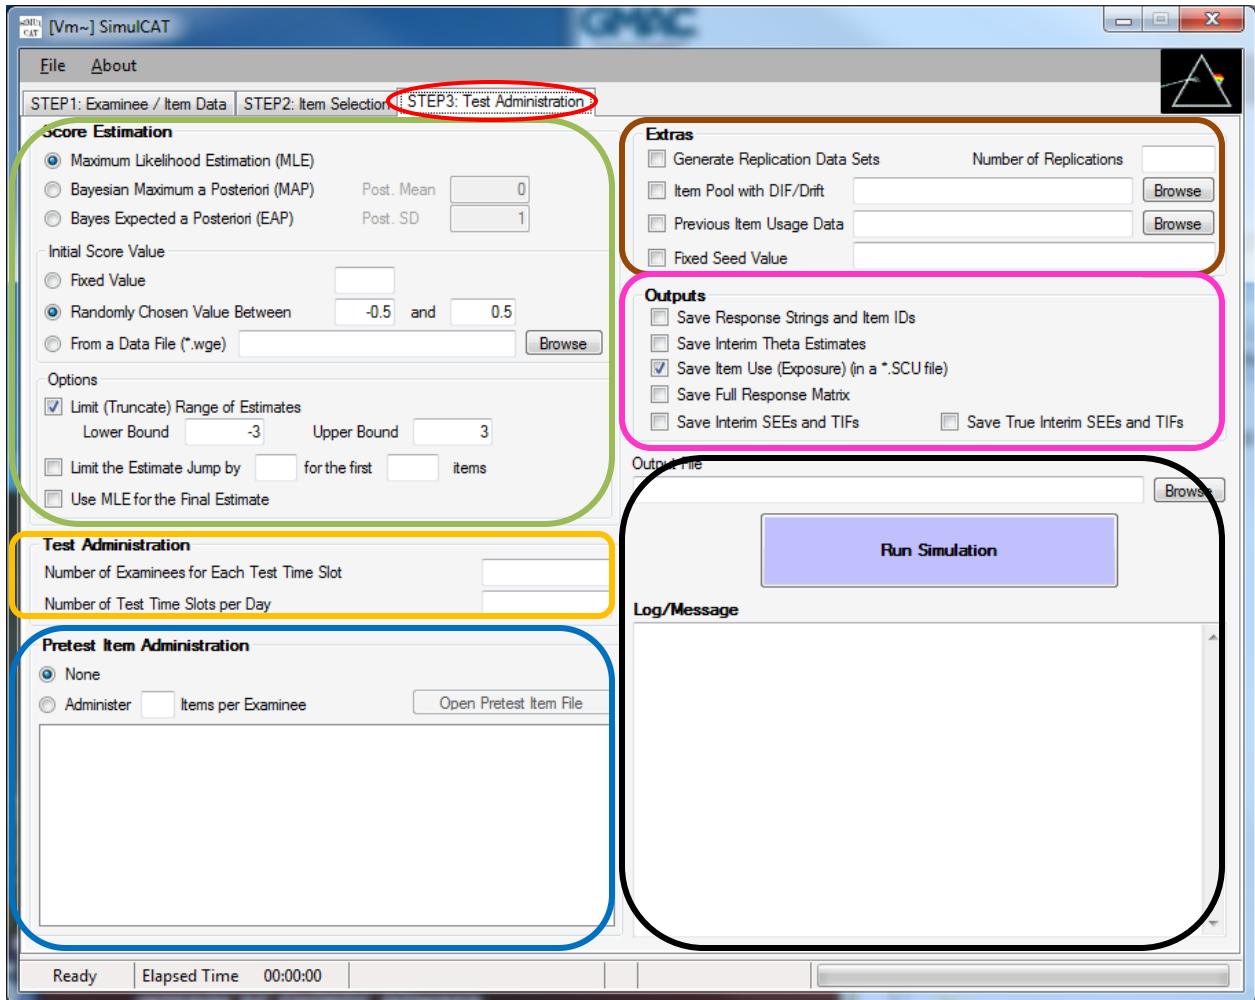 GMAC
SIMUL CAT [Vm~] SimulCAT
File About
STEP1: Examinee / Item Data STEP2: Item Selection STEP3: Test Administration
Score Estimation
Maximum Likelihood Estimation (MLE)
Bayesian Maximum a Posteriori (MAP) Post. Mean 0
Bayes Expected a Posteriori (EAP) Post. SD 1
Initial Score Value
Fixed Value
Randomly Chosen Value Between -0.5 and 0.5
From a Data File (*.wge) Browse
Options
Limit (Truncate) Range of Estimates
Lower Bound -3 Upper Bound 3
Limit the Estimate Jump by for the first items
Use MLE for the Final Estimate
Test Administration
Number of Examinees for Each Test Time Slot
Number of Test Time Slots per Day
Pretest Item Administration
None
Administer Items per Examinee Open Pretest Item File
Extras
Generate Replication Data Sets Number of Replications
Item Pool with DIF/Drift Browse
Previous Item Usage Data Browse
Fixed Seed Value
Outputs
Save Response Strings and Item IDs
Save Interim Theta Estimates
Save Item Use (Exposure) (in a *.SCU file)
Save Full Response Matrix
Save Interim SEEs and TIFs Save True Interim SEEs and TIFs
Output File
Browse
Run Simulation
Log/Message
Ready Elapsed Time 00:00:00